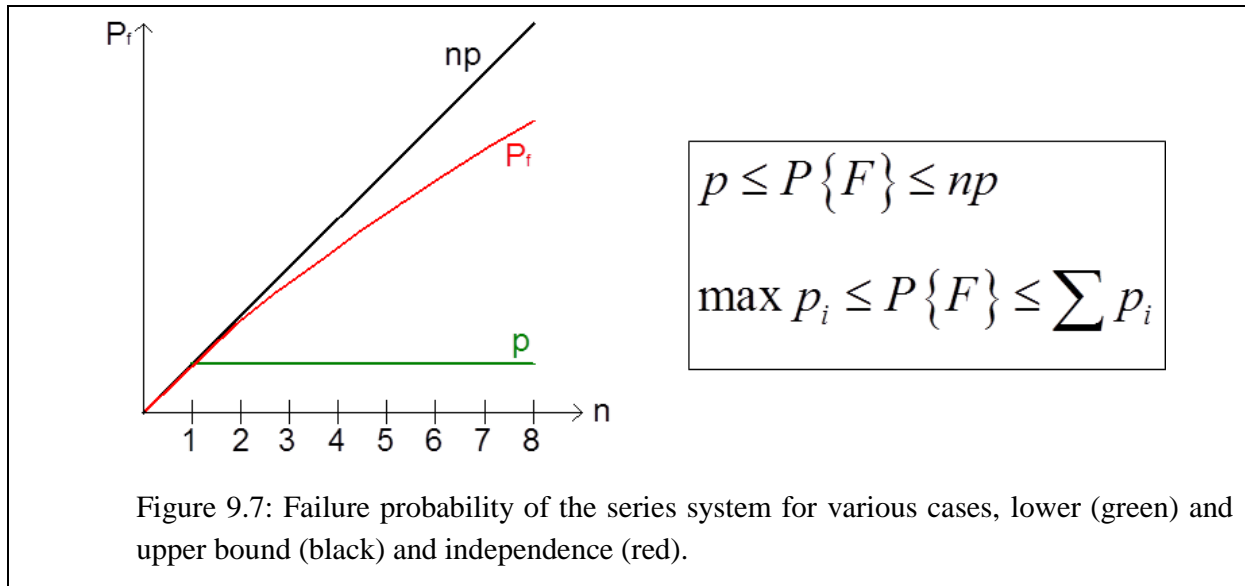 Pf
np
Pf
p
n
1 2 3 4 5 6 7 8
p ≤ P{F} ≤ np
max pᵢ ≤ P{F} ≤ ∑ pᵢ
Figure 9.7: Failure probability of the series system for various cases, lower (green) and
upper bound (black) and independence (red).